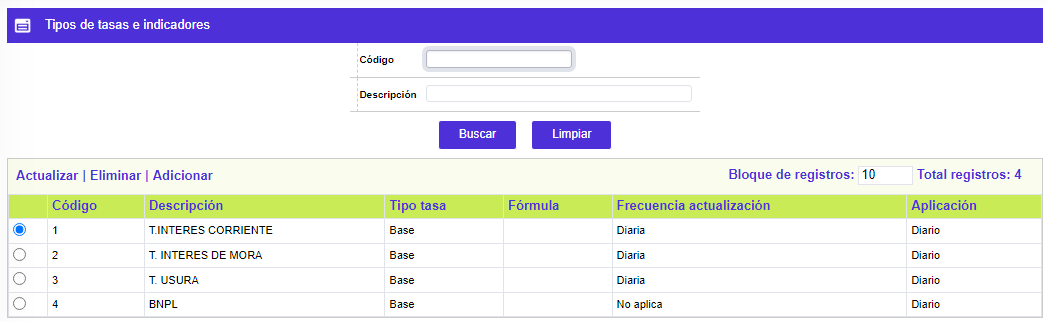 Tipos de tasas e indicadores
Código
Descripción
Buscar Limpiar
Actualizar | Eliminar | Adicionar Bloque de registros: 10 Total registros: 4
Código Descripción Tipo tasa Fórmula Frecuencia actualización Aplicación
1 T.INTERES CORRIENTE Base Diaria Diario
2 T. INTERES DE MORA Base Diaria Diario
3 T. USURA Base Diaria Diario
4 BNPL Base No aplica Diario